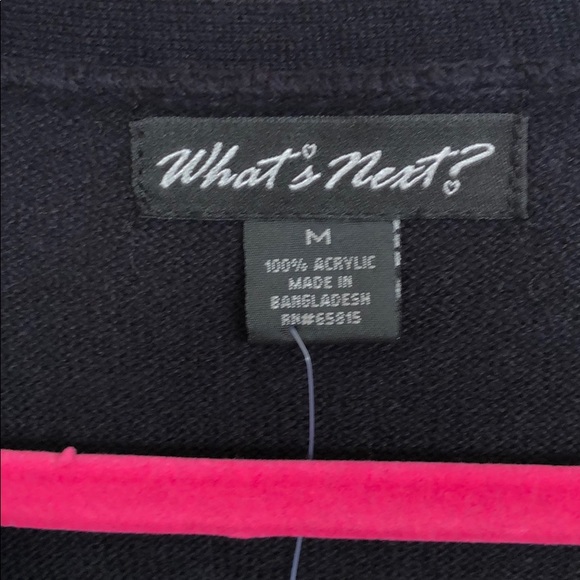 What's Next?
M
100% ACRYLIC
MADE IN
BANGLADESH
RN#65815